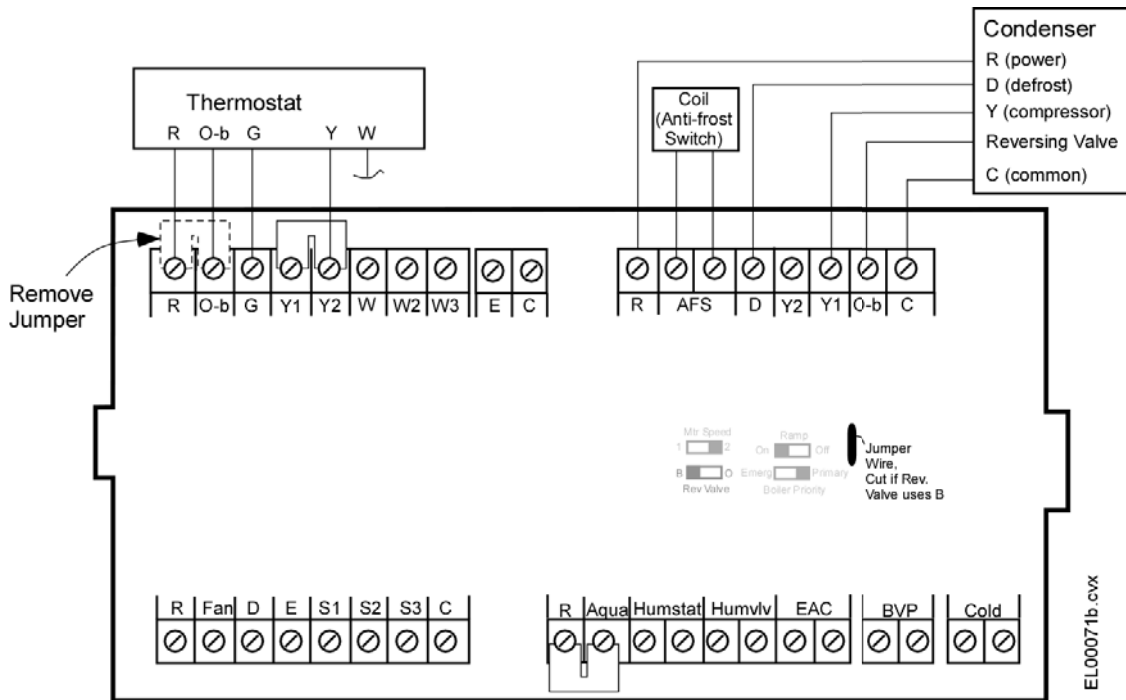 Condenser
R (power)
D (defrost)
Y (compressor)
Reversing Valve
C (common)
Thermostat
R O-b G Y W
Coil
(Anti-frost
Switch)
Remove
Jumper
R O-b G Y1 Y2 W W2 W3 E C
R AFS D Y2 Y1 O-b C
Mtr Speed
1 2
Ramp
On Off
B O
Rev Valve
Emerg Primary
Boiler Priority
Jumper
Wire,
Cut if Rev.
Valve uses B
R Fan D E S1 S2 S3 C
R Aqua Humstat Humvlv EAC BVP Cold
EL00071b.cvx